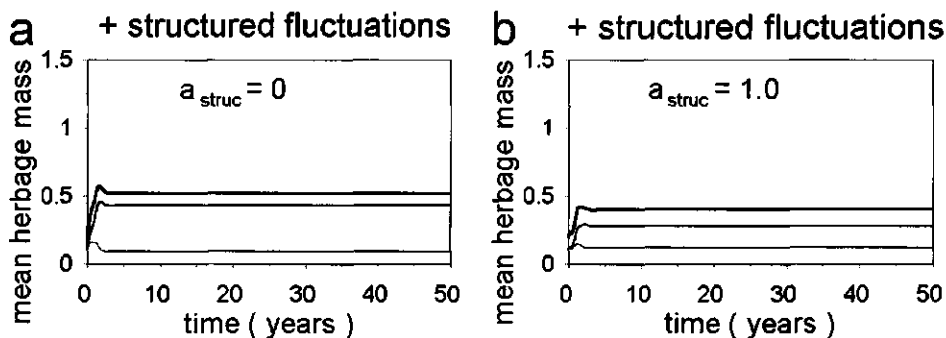 a + structured fluctuations
mean herbage mass
1.5
1
0.5
0
a struc = 0
0 10 20 30 40 50
time ( years )
b + structured fluctuations
mean herbage mass
1.5
1
0.5
0
a struc = 1.0
0 10 20 30 40 50
time ( years )